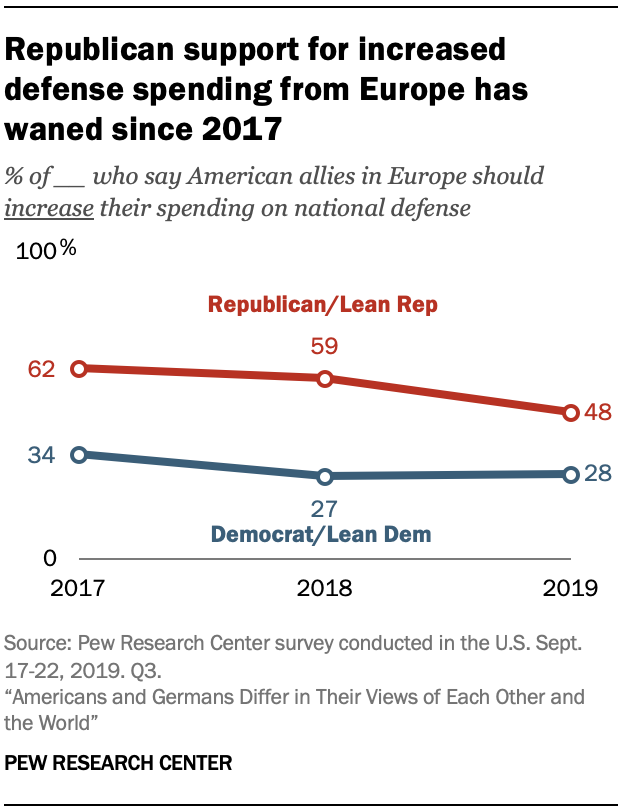 Republican support for increased
defense spending from Europe has
waned since 2017
% of __ who say American allies in Europe should
increase their spending on national defense
100%
Republican/Lean Rep
59
62
48
34
28
27
Democrat/Lean Dem
0
2017 2018 2019
Source: Pew Research Center survey conducted in the U.S. Sept.
17-22, 2019. Q3.
“Americans and Germans Differ in Their Views of Each Other and
the World”
PEW RESEARCH CENTER